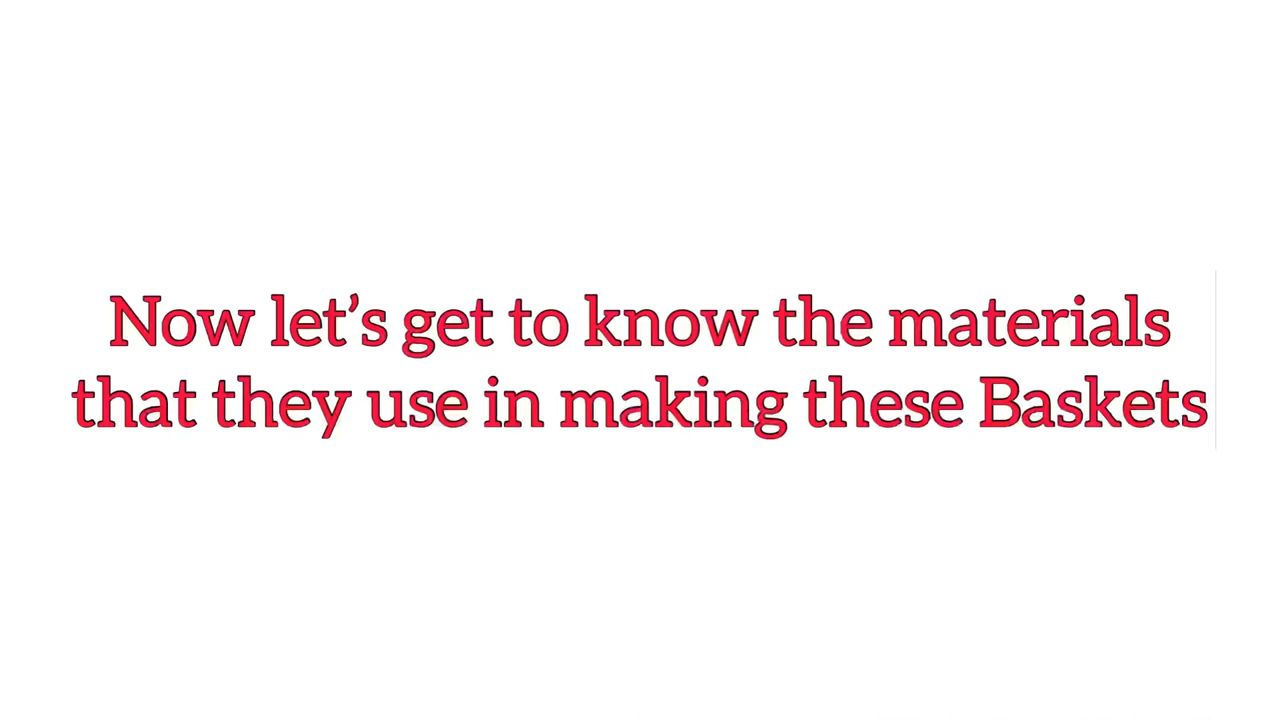 Now let’s get to know the materials
that they use in making these Baskets